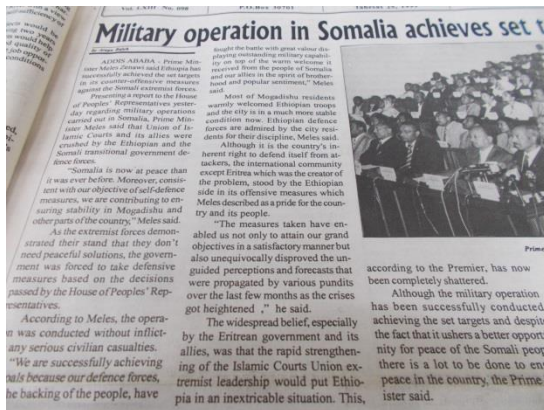 Vol. LXIII No. 098
P.O.Box 30701
Military operation in Somalia achieves set t
ADDIS ABABA - Prime Min-
ister Meles Zenawi said Ethiopia has
successfully achieved the set targets
in its counter-offensive measures
against the Somali extremist forces.
Presenting a report to the House
of Peoples' Representatives yester-
day regarding military operations
carried out in Somalia, Prime Min-
ister Meles said that Union of Is-
lamic Courts and its allies were
crushed by the Ethiopian and the
Somali transitional government de-
fence forces.
"Somalia is now at peace than
it was ever before. Moreover, consis-
tent with our objective of self-defence
measures, we are contributing to en-
suring stability in Mogadishu and
other parts of the country," Meles said.
As the extremist forces demon-
strated their stand that they don't
need peaceful solutions, the govern-
ment was forced to take defensive
measures based on the decisions
passed by the House of Peoples' Rep-
resentatives.
According to Meles, the opera-
n was conducted without inflict-
any serious civilian casualties.
"We are successfully achieving
oals because our defence forces,
he backing of the people, have
fought the battle with great valour dis-
playing outstanding military capabil-
ity on top of the warm welcome it
received from the people of Somalia
and our allies in the spirit of brother-
hood and popular sentiment," Meles
said.
Most of Mogadishu residents
warmly welcomed Ethiopian troops
and the city is in a much more stable
condition now. Ethiopian defence
forces are admired by the city resi-
dents for their discipline, Meles said.
Although it is the country's in-
herent right to defend itself from at-
tackers, the international community
except Eritrea which was the creator of
the problem, stood by the Ethiopian
side in its offensive measures which
Meles described as a pride for the coun-
try and its people.
"The measures taken have en-
abled us not only to attain our grand
objectives in a satisfactory manner but
also unequivocally disproved the un-
guided perceptions and forecasts that
were propagated by various pundits
over the last few months as the crises
got heightened ," he said.
The widespread belief, especially
by the Eritrean government and its
allies, was that the rapid strengthen-
ing of the Islamic Courts Union ex-
tremist leadership would put Ethio-
pia in an inextricable situation. This,
Prime
according to the Premier, has now
been completely shattered.
Although the military operation
has been successfully conducted
achieving the set targets and despite
the fact that it ushers a better opport
nity for peace of the Somali peop
there is a lot to be done to en
peace in the country, the Prime
ister said.